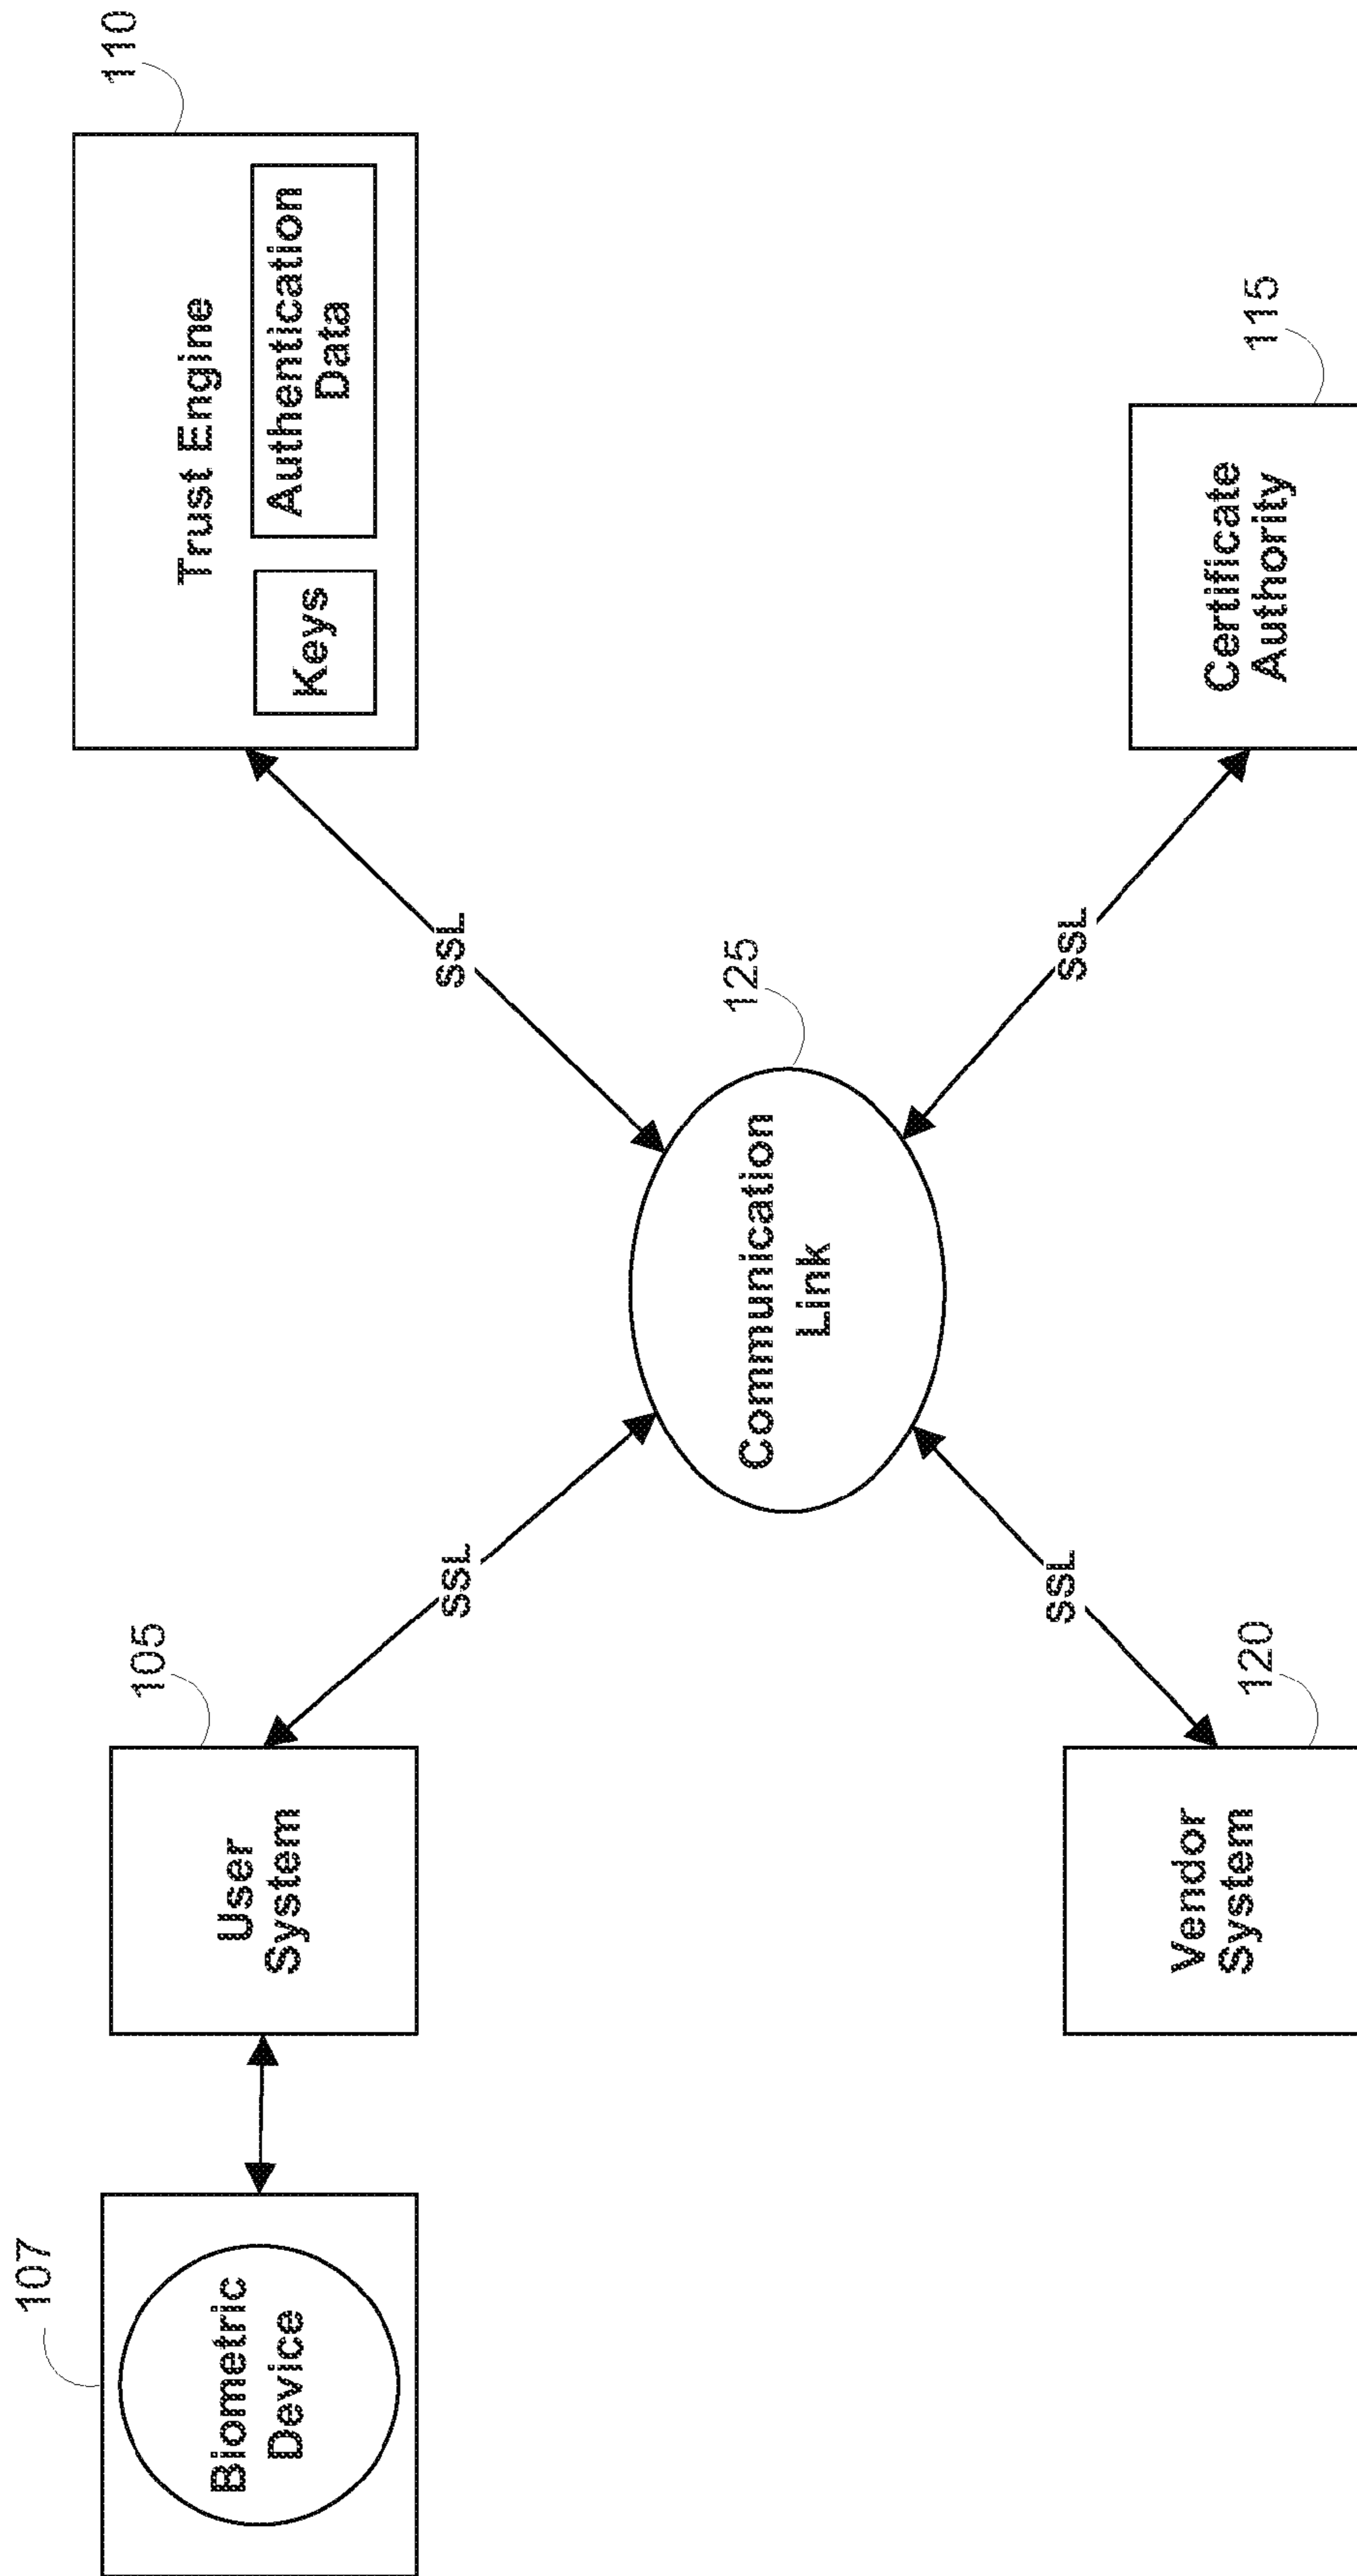 107
Biometric
Device
105
User
System
SSL
110
Trust Engine
Keys
Authentication
Data
SSL
125
Communication
Link
120
Vendor
System
SSL
115
Certificate
Authority
SSL